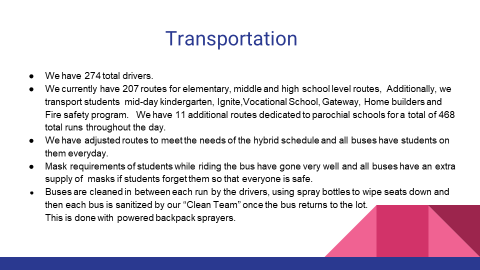 Transportation
● We have 274 total drivers.
● We currently have 207 routes for elementary, middle and high school level routes, Additionally, we
transport students mid-day kindergarten, Ignite,Vocational School, Gateway, Home builders and
Fire safety program. We have 11 additional routes dedicated to parochial schools for a total of 468
total runs throughout the day.
● We have adjusted routes to meet the needs of the hybrid schedule and all buses have students on
them everyday.
● Mask requirements of students while riding the bus have gone very well and all buses have an extra
supply of masks if students forget them so that everyone is safe.
● Buses are cleaned in between each run by the drivers, using spray bottles to wipe seats down and
then each bus is sanitized by our “Clean Team” once the bus returns to the lot.
This is done with powered backpack sprayers.